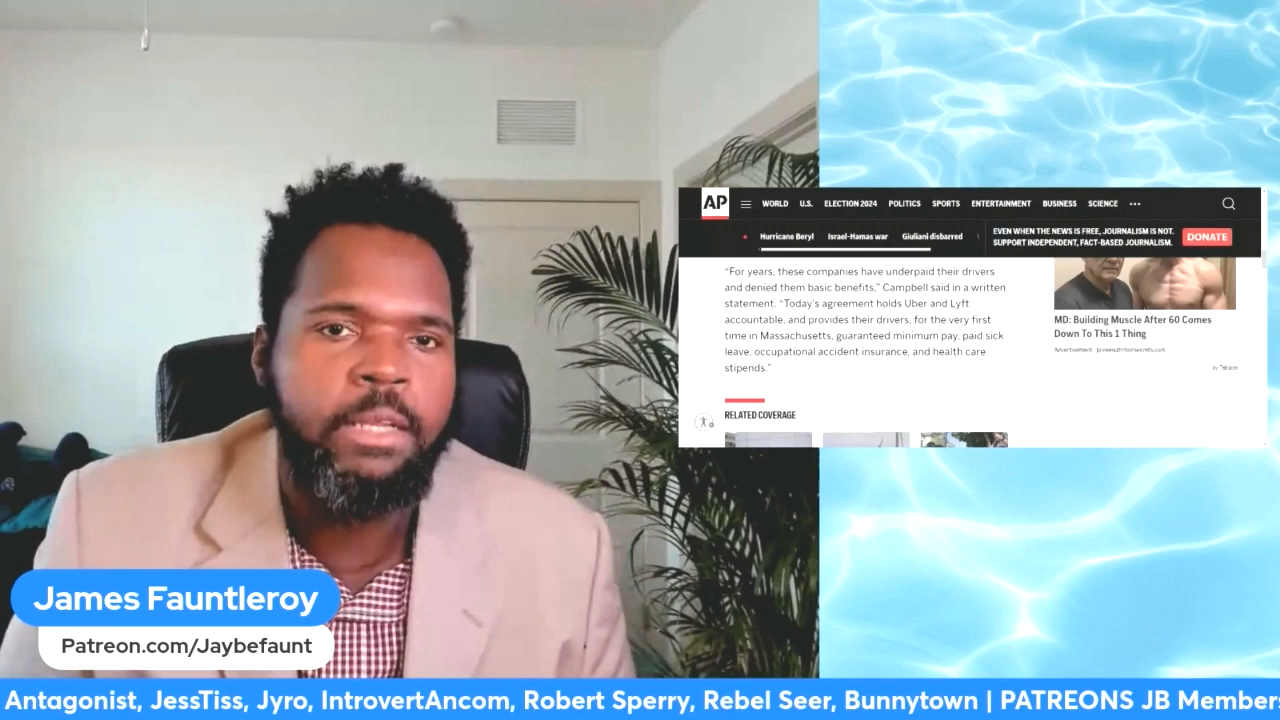 AP
WORLD U.S. ELECTION 2024 POLITICS SPORTS ENTERTAINMENT BUSINESS SCIENCE •••
Hurricane Beryl Israel-Hamas war Giuliani disbarred
EVEN WHEN THE NEWS IS FREE, JOURNALISM IS NOT.
SUPPORT INDEPENDENT, FACT-BASED JOURNALISM.
DONATE
“For years, these companies have underpaid their drivers
and denied them basic benefits,” Campbell said in a written
statement. “Today’s agreement holds Uber and Lyft
accountable, and provides their drivers, for the very first
time in Massachusetts, guaranteed minimum pay, paid sick
leave, occupational accident insurance, and health care
stipends.”
RELATED COVERAGE
MD: Building Muscle After 60 Comes
Down To This 1 Thing
Advertisement:
by Taboola
James Fauntleroy
Patreon.com/Jaybefaunt
Antagonist, JessTiss, Jyro, IntrovertAncom, Robert Sperry, Rebel Seer, Bunnytown | PATREONS JB Member